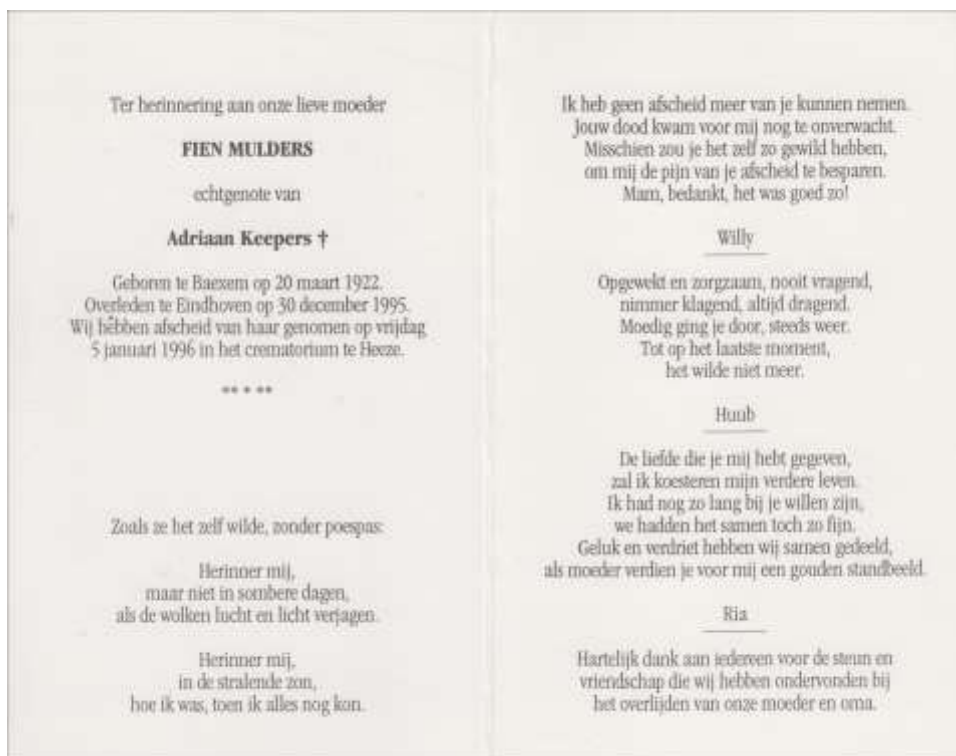 Ter herinnering aan onze lieve moeder
FIEN MULDERS
echtgenote van
Adriaan Keepers †
Geboren te Baexem op 20 maart 1922.
Overleden te Eindhoven op 30 december 1995.
Wij hebben afscheid van haar genomen op vrijdag
5 januari 1996 in het crematorium te Heeze.
** * **
Zoals ze het zelf wilde, zonder poespas:
Herinner mij,
maar niet in sombere dagen,
als de wolken lucht en licht verjagen.
Herinner mij,
in de stralende zon,
hoe ik was, toen ik alles nog kon.
Ik heb geen afscheid meer van je kunnen nemen.
Jouw dood kwam voor mij nog te onverwacht.
Misschien zou je het zelf zo gewild hebben,
om mij de pijn van je afscheid te besparen.
Mam, bedankt, het was goed zo!
Willy
Opgewekt en zorgzaam, nooit vragend,
nimmer klagend, altijd dragend.
Moedig ging je door, steeds weer.
Tot op het laatste moment,
het wilde niet meer.
Huub
De liefde die je mij hebt gegeven,
zal ik koesteren mijn verdere leven.
Ik had nog zo lang bij je willen zijn,
we hadden het samen toch zo fijn.
Geluk en verdriet hebben wij samen gedeeld,
als moeder verdien je voor mij een gouden standbeeld.
Ria
Hartelijk dank aan iedereen voor de steun en
vriendschap die wij hebben ondervonden bij
het overlijden van onze moeder en oma.